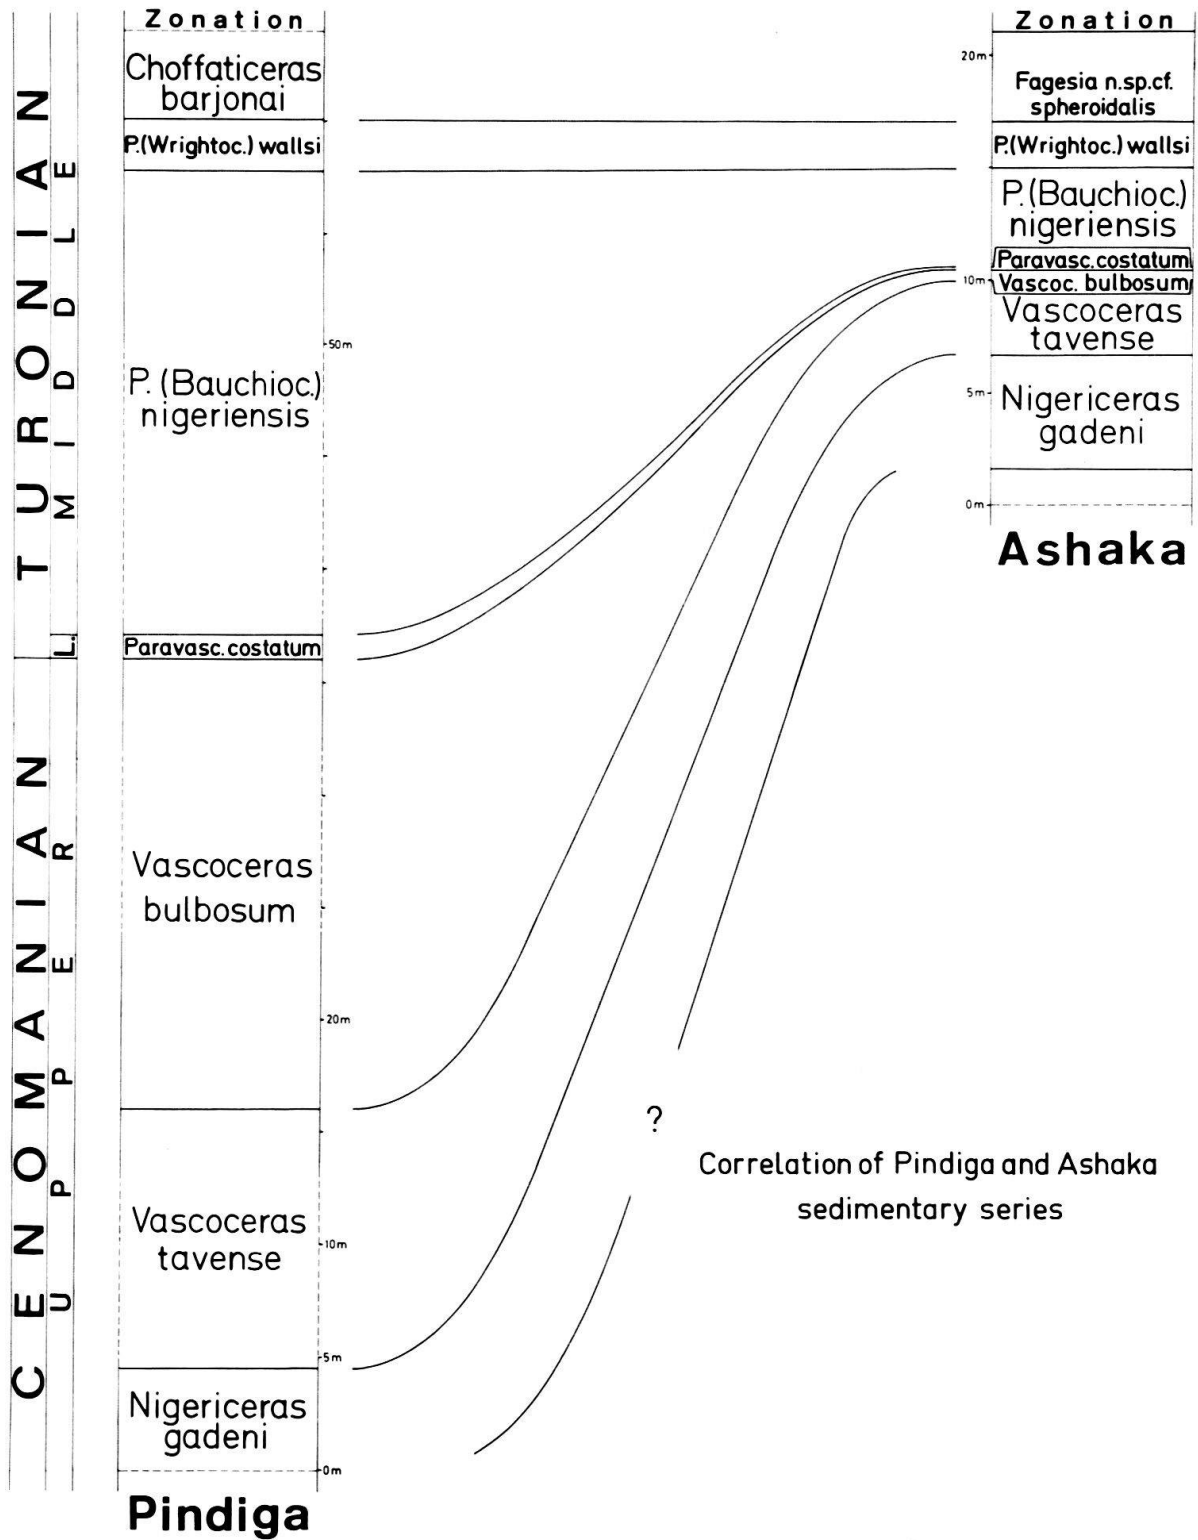 Zonation
Choffaticeras
barjonai
P.(Wrightoc.) wallsi
P. (Bauchioc.)
nigeriensis
Paravasc. costatum
Vascoceras
bulbosum
Vascoceras
tavense
Nigericeras
gadeni
50m
20m
10m
5m
0m
Pindiga
TURONIAN
MIDDLE
L.
CENOMANIAN
UPPER
Zonation
20m
Fagesia n.sp.cf.
spheroidalis
P.(Wrightoc.) wallsi
P.(Bauchioc.)
nigeriensis
Paravasc. costatum
10m
Vascoc. bulbosum
Vascoceras
tavense
5m
Nigericeras
gadeni
0m
Ashaka
?
Correlation of Pindiga and Ashaka
sedimentary series